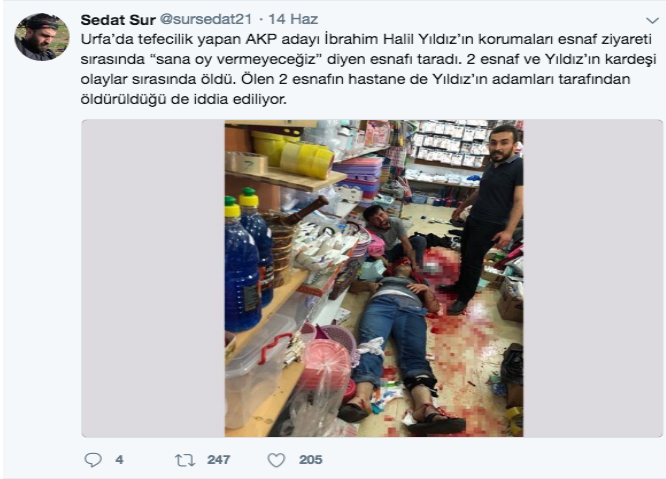 Sedat Sur @sursedat21 · 14 Haz
Urfa’da tefecilik yapan AKP adayı İbrahim Halil Yıldız’ın korumaları esnaf ziyareti
sırasında “sana oy vermeyeceğiz” diyen esnafı taradı. 2 esnaf ve Yıldız’ın kardeşi
olaylar sırasında öldü. Ölen 2 esnafın hastane de Yıldız’ın adamları tarafından
öldürüldüğü de iddia ediliyor.
4 247 205